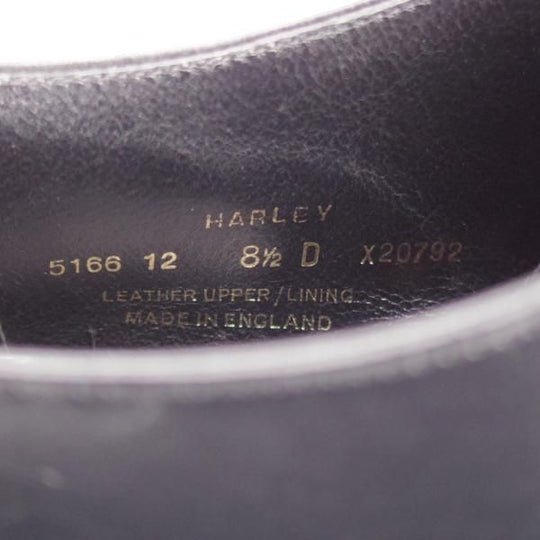 HARLEY
5166 12 8½ D X20792
LEATHER UPPER/LINING
MADE IN ENGLAND